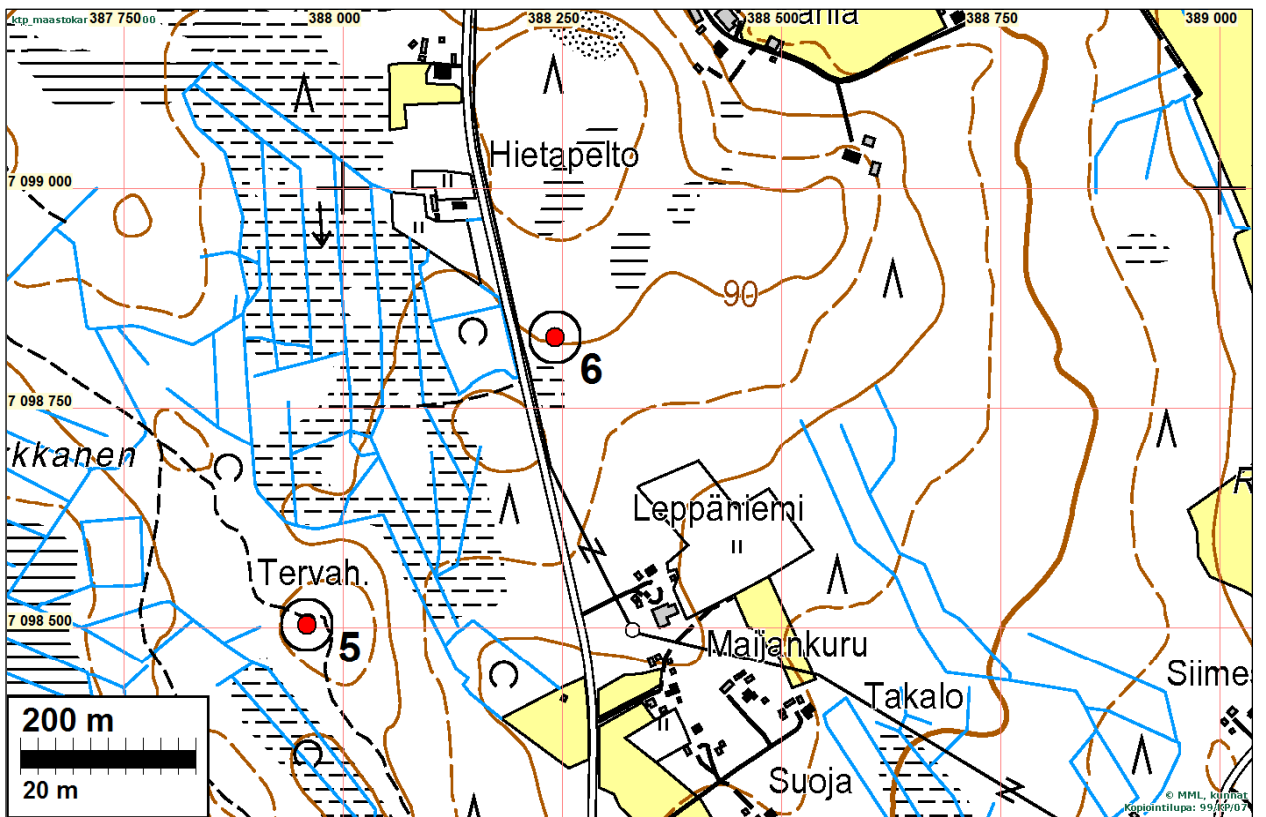 ktp_maastokar
387 750
388 000
388 250
388 500
388 750
389 000
Hietapelto
7 099 000
90
6
7 098 750
kkanen
Leppäniemi
Tervah.
7 098 500
5
Maijankuru
Siimes
Takalo
200 m
Suoja
20 m
© MML, kunnat
Kopiointilupa: 99/KP/07